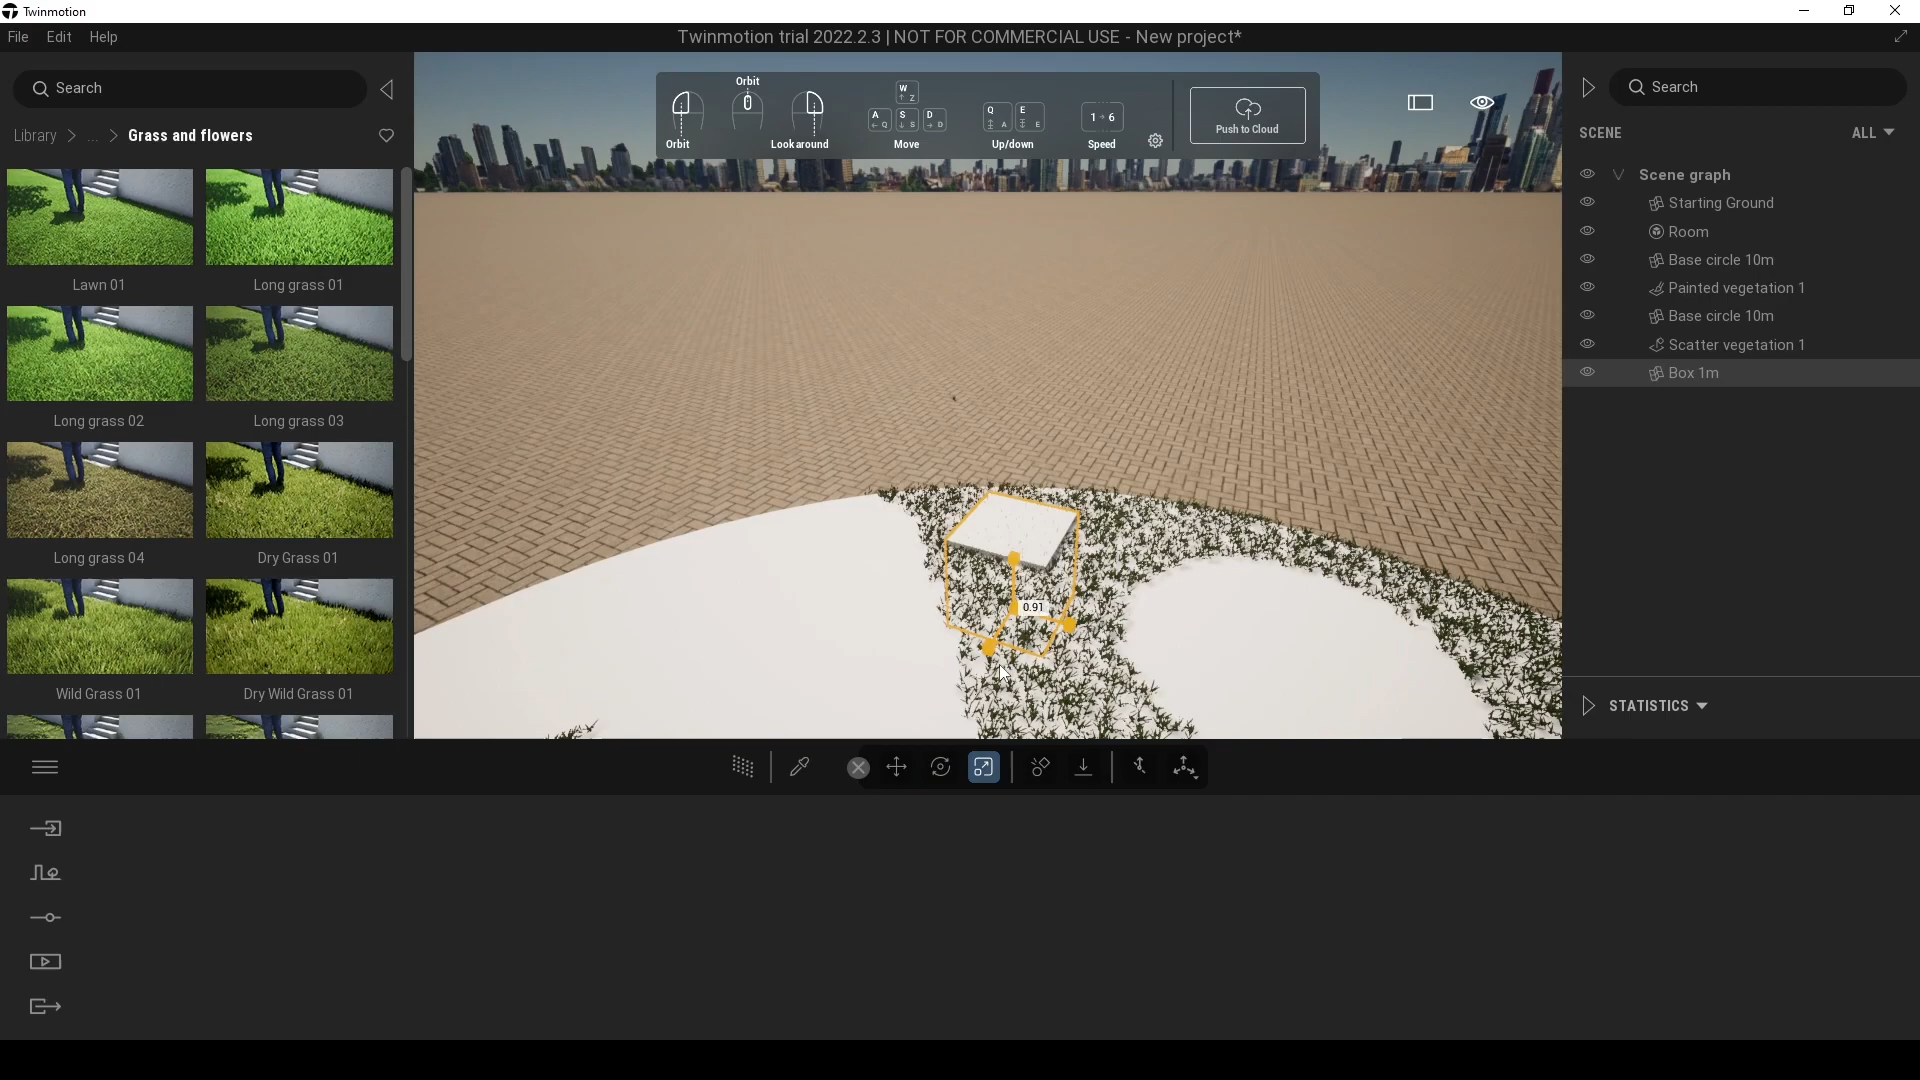 Twinmotion
File Edit Help
Twinmotion trial 2022.2.3 | NOT FOR COMMERCIAL USE - New project*
Search
Library > ... > Grass and flowers
Lawn 01
Long grass 01
Long grass 02
Long grass 03
Long grass 04
Dry Grass 01
Wild Grass 01
Dry Wild Grass 01
Orbit
Orbit
Look around
W
Z
A
Q
S
S
D
D
Move
Q
A
E
E
Up/down
1 6
Speed
Push to Cloud
0.91
Search
SCENE ALL
Scene graph
Starting Ground
Room
Base circle 10m
Painted vegetation 1
Base circle 10m
Scatter vegetation 1
Box 1m
STATISTICS